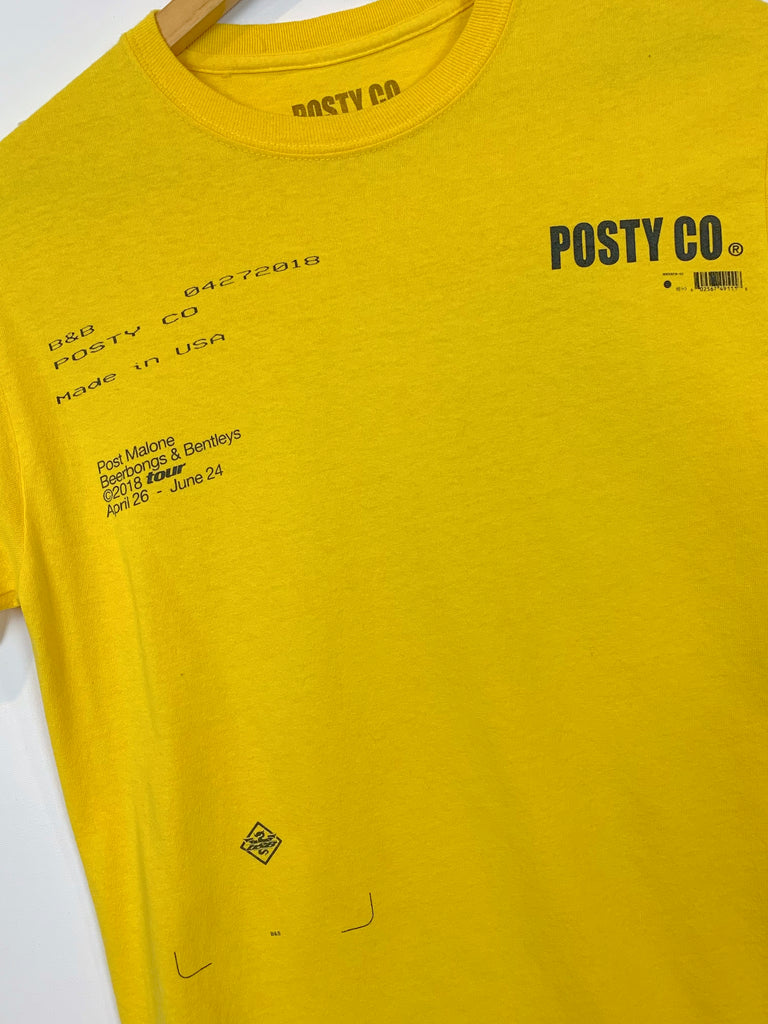 POSTY CO
POSTY CO®
B&B 04272018
POSTY CO
Made in USA
Post Malone
Beerbongs & Bentleys
©2018 tour
April 26 - June 24
B&B